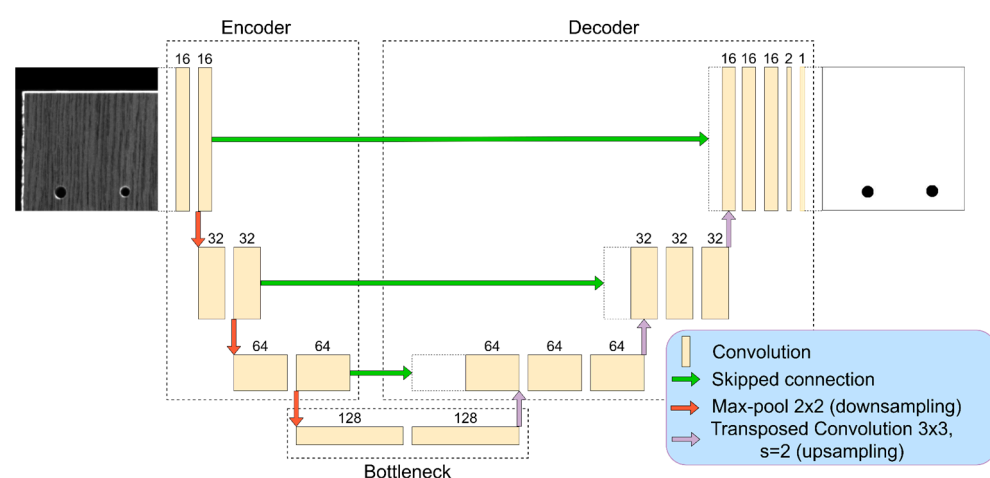 Encoder
Decoder
16 16
16 16 16 2 1
32 32
32 32 32
64 64
64 64 64
128 128
Bottleneck
Convolution
Skipped connection
Max-pool 2x2 (downsampling)
Transposed Convolution 3x3,
s=2 (upsampling)